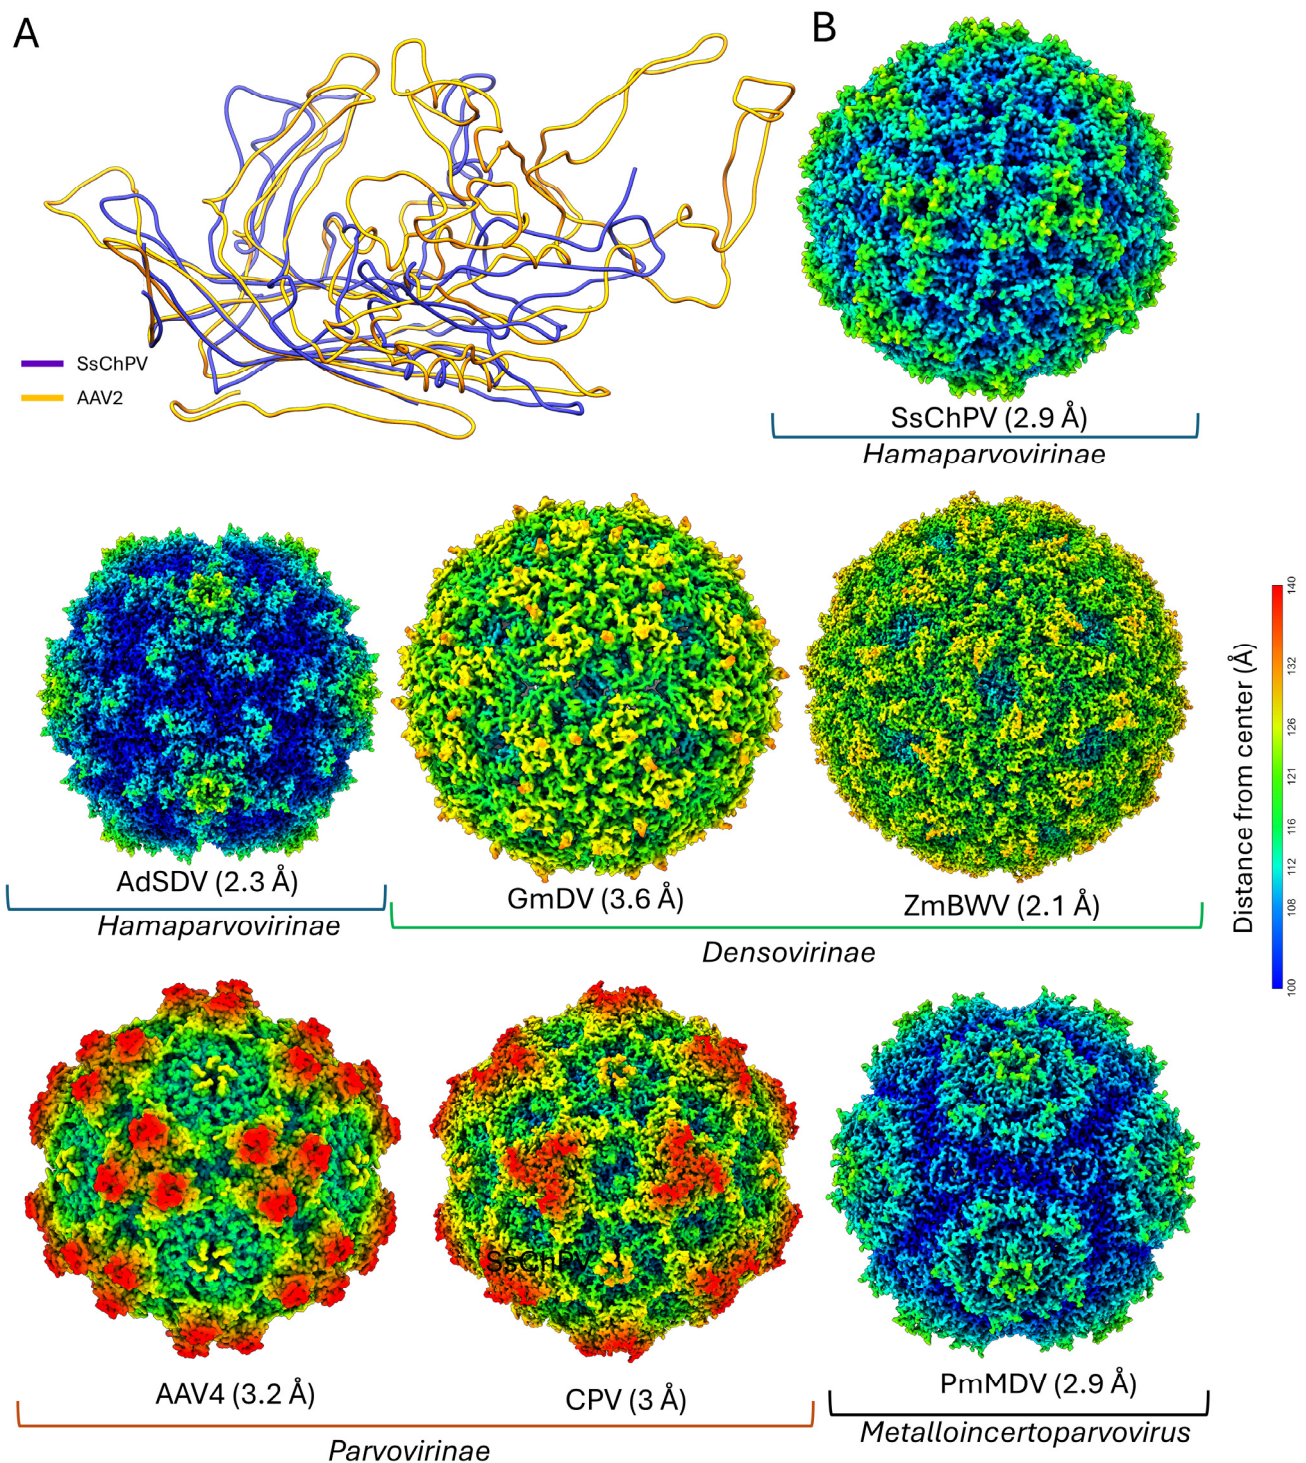 A
B
SsChPV
AAV2
SsChPV (2.9 Å)
Hamaparvovirinae
AdSDV (2.3 Å)
GmDV (3.6 Å)
ZmBWV (2.1 Å)
Hamaparvovirinae
Densovirinae
Distance from center (Å)
140
132
129
121
116
112
108
100
SsChPV
AAV4 (3.2 Å)
CPV (3 Å)
PmMDV (2.9 Å)
Parvovirinae
Metalloincertoparvovirus